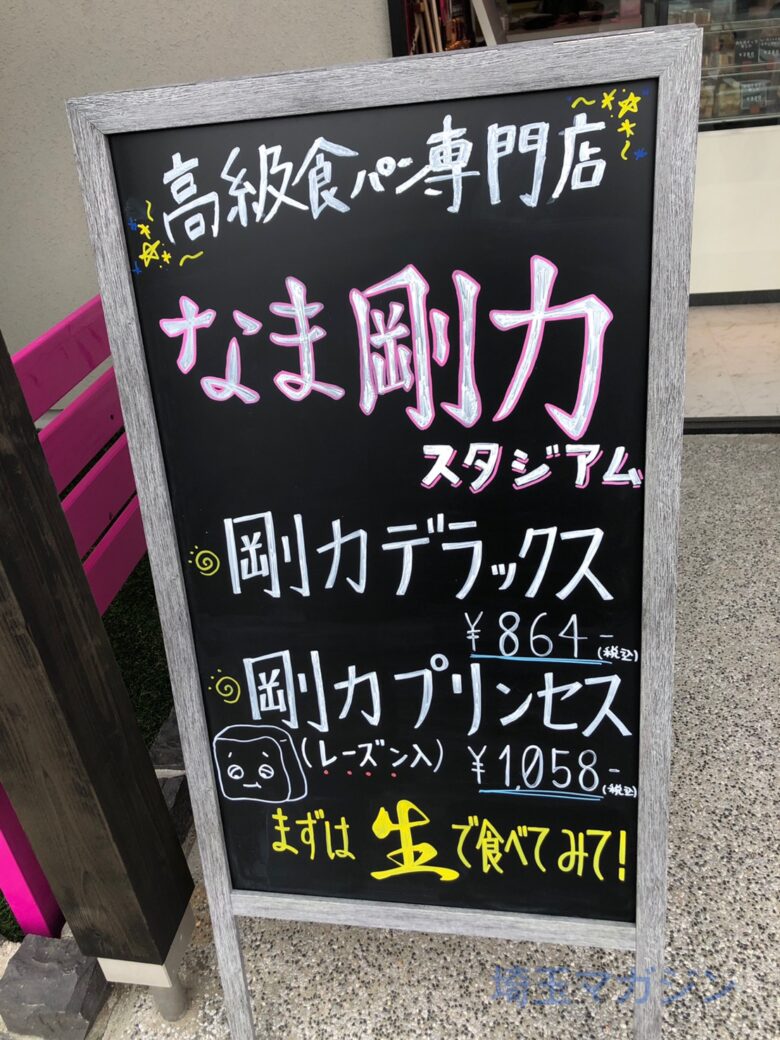 高級食パン専門店
なま剛力
スタジアム
剛力デラックス
¥864-(税込)
剛力プリンセス
(レーズン入) ¥1,058-(税込)
まずは生で食べてみて!
埼玉マガジン